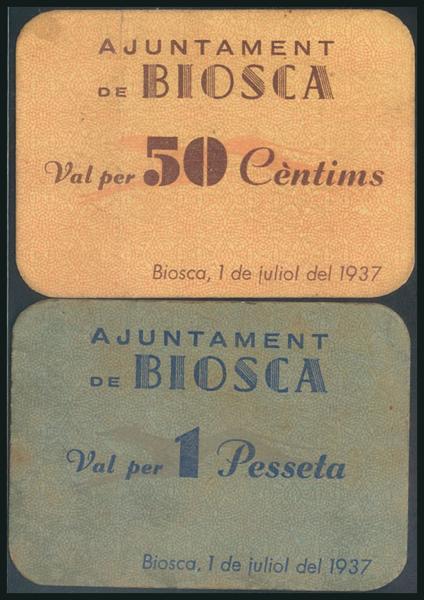 AJUNTAMENT
DE BIOSCA
Val per 50 Cèntims
Biosca, 1 de juliol del 1937
AJUNTAMENT
DE BIOSCA
Val per 1 Pesseta
Biosca, 1 de juliol del 1937